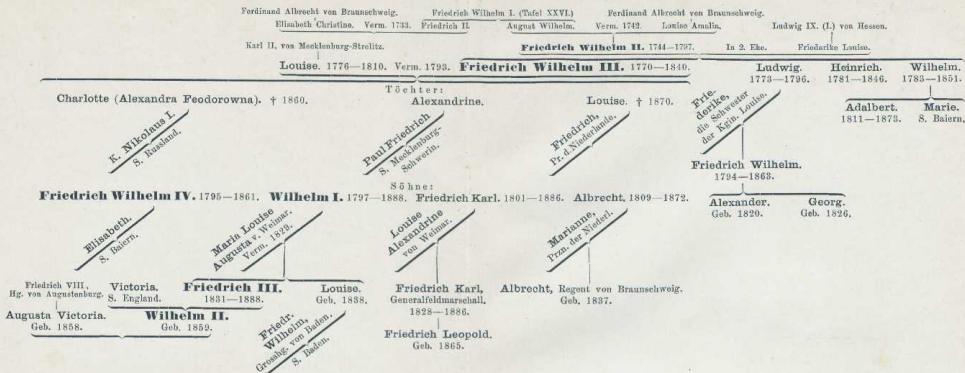 Ferdinand Albrecht von Braunschweig. Friedrich Wilhelm I. (Tafel XXVI.) Ferdinand Albrecht von Braunschweig.
Elisabeth Christine. Verm. 1733. Friedrich II. August Wilhelm. Verm. 1742. Louise Amalia. Ludwig IX. (I.) von Hessen.
Karl II. von Mecklenburg-Strelitz. Friedrich Wilhelm II. 1744—1797. In 2. Ehe. Friederike Louise.
Louise. 1776—1810. Verm. 1793. Friedrich Wilhelm III. 1770—1840. Ludwig. Heinrich. Wilhelm.
1773—1796. 1781—1846. 1783—1851.
Töchter:
Charlotte (Alexandra Feodorowna). † 1860. Alexandrine. Louise. † 1870.
Friederike,
die Schwester
der Kgin. Louise.
Adalbert. Marie.
1811—1873. S. Baiern.
K. Nikolaus I.
S. Russland.
Paul Friedrich
S. Mecklenburg-
Schwerin.
Friedrich,
Pr. d. Niederlande.
Friedrich Wilhelm.
1794—1863.
Söhne:
Friedrich Wilhelm IV. 1795—1861. Wilhelm I. 1797—1888. Friedrich Karl. 1801—1886. Albrecht. 1809—1872.
Alexander. Georg.
Geb. 1820. Geb. 1826.
Elisabeth.
S. Baiern.
Maria Louise
Augusta v. Weimar.
Verm. 1829.
Louise
Alexandrine
von Weimar.
Marianne,
Przn. der Niederl.
Friedrich VIII,
Hg. von Augustenburg.
Victoria.
S. England.
Friedrich III.
1831—1888.
Louise.
Geb. 1838.
Friedrich Karl,
Generalfeldmarschall.
1828—1886.
Albrecht, Regent von Braunschweig.
Geb. 1837.
Augusta Victoria.
Geb. 1858.
Wilhelm II.
Geb. 1859.
Friedr.
Wilhelm,
Grosshg. von Baden.
S. Baden.
Friedrich Leopold.
Geb. 1865.